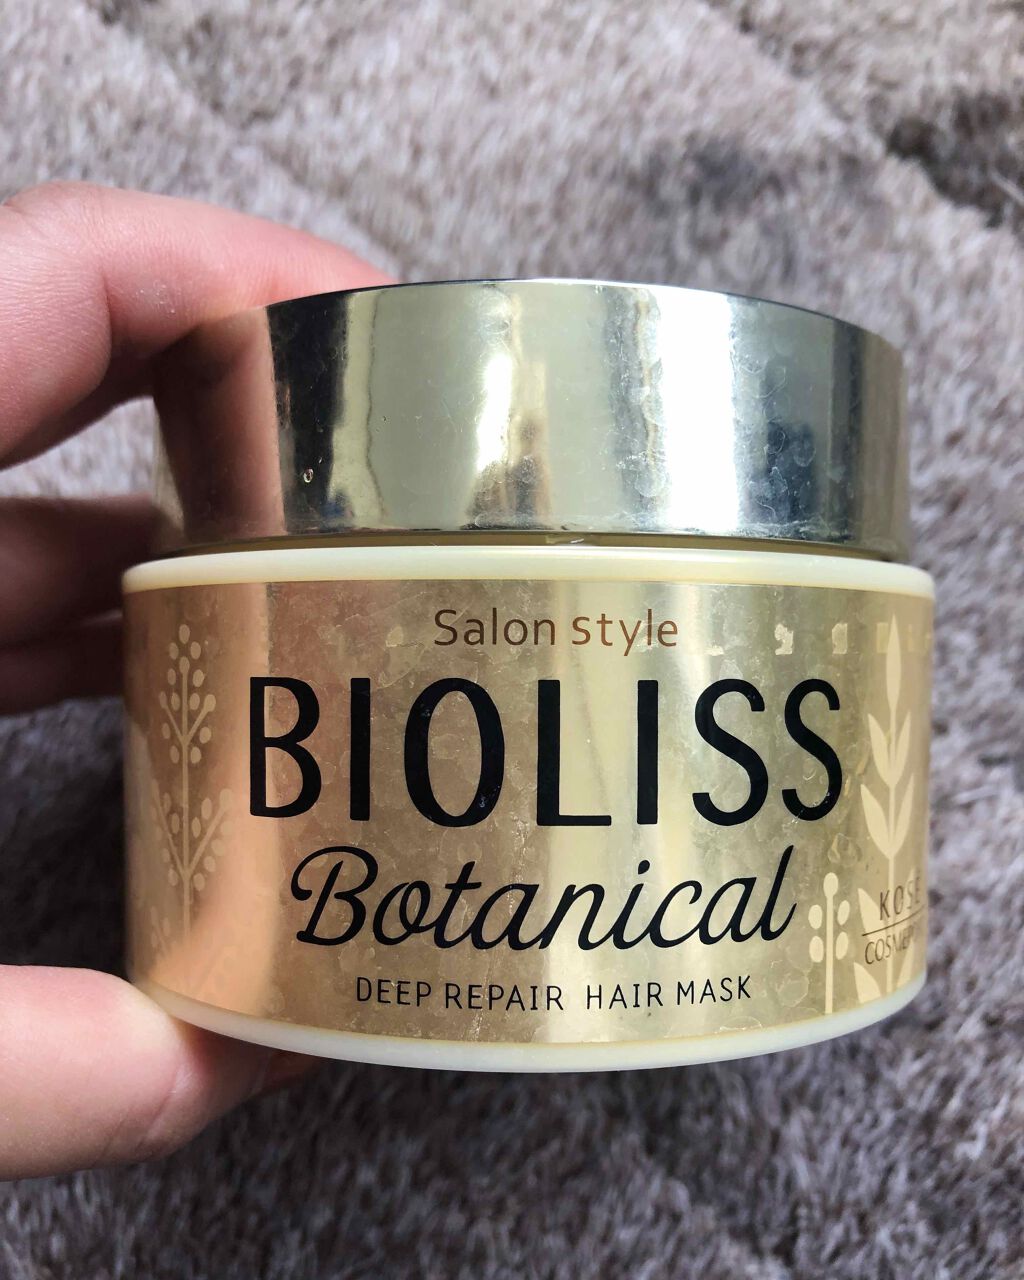 Salon style
BIOLISS
Botanical
DEEP REPAIR HAIR MASK
KOSE